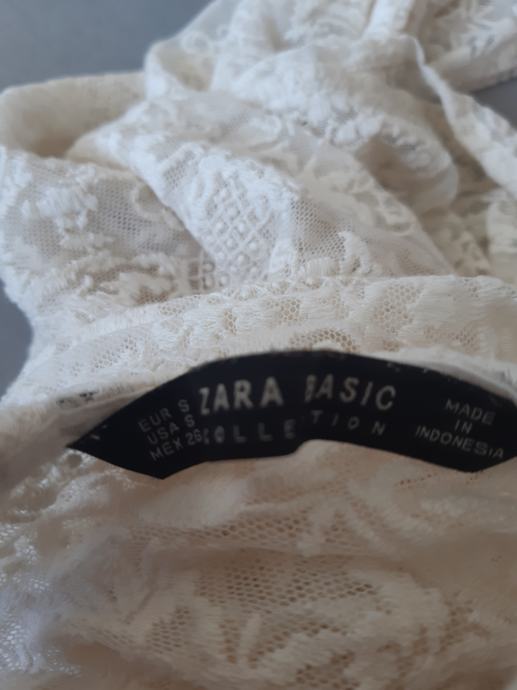 EUR S
USA S
MEX 26
ZARA BASIC
COLLECTION
MADE
IN
INDONESIA